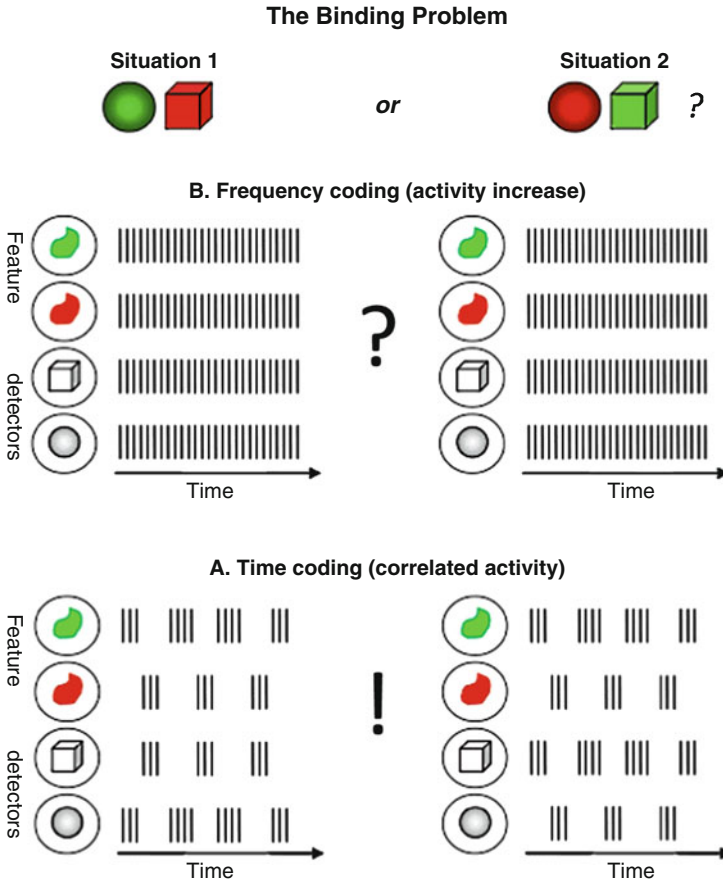 The Binding Problem
Situation 1
Situation 2
or
?
B. Frequency coding (activity increase)
Feature
detectors
?
Time
Time
A. Time coding (correlated activity)
Feature
detectors
!
Time
Time